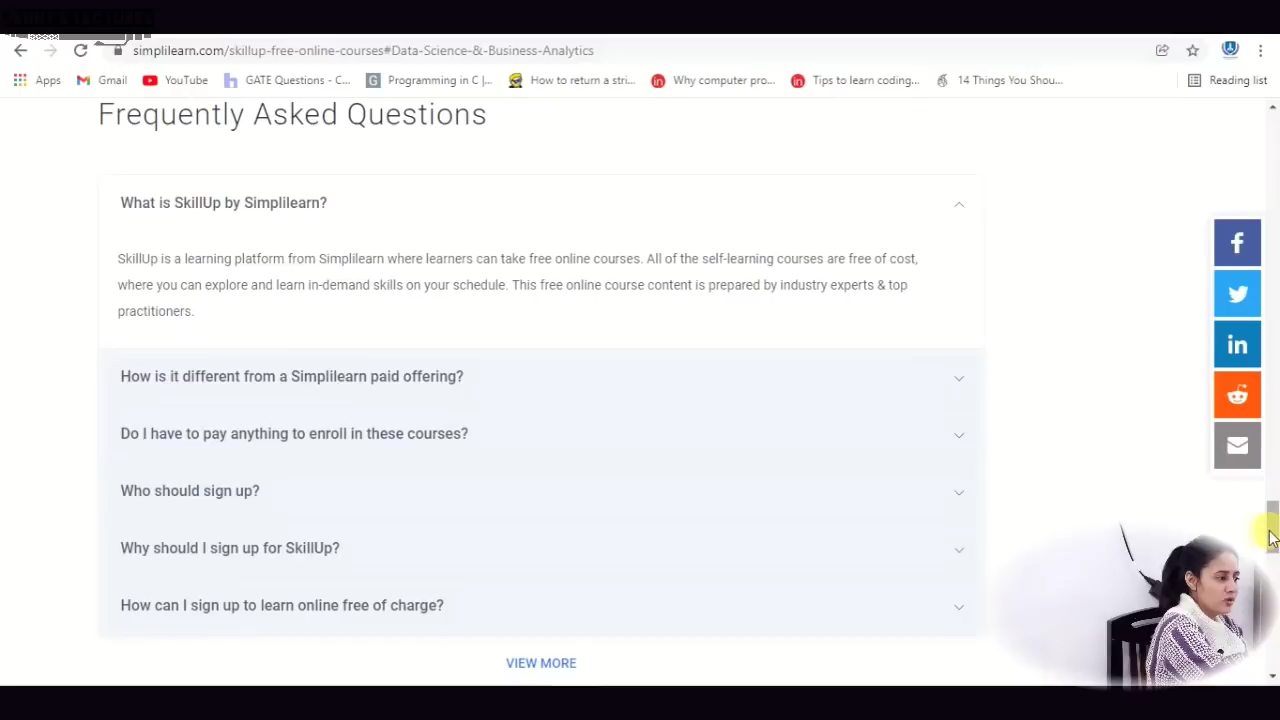 simplilearn.com/skillup-free-online-courses#Data-Science-&-Business-Analytics
Apps Gmail YouTube GATE Questions - C... Programming in C |... How to return a stri... Why computer pro... Tips to learn coding... 14 Things You Shou... Reading list
Frequently Asked Questions
What is SkillUp by Simplilearn?
SkillUp is a learning platform from Simplilearn where learners can take free online courses. All of the self-learning courses are free of cost,
where you can explore and learn in-demand skills on your schedule. This free online course content is prepared by industry experts & top
practitioners.
How is it different from a Simplilearn paid offering?
Do I have to pay anything to enroll in these courses?
Who should sign up?
Why should I sign up for SkillUp?
How can I sign up to learn online free of charge?
VIEW MORE